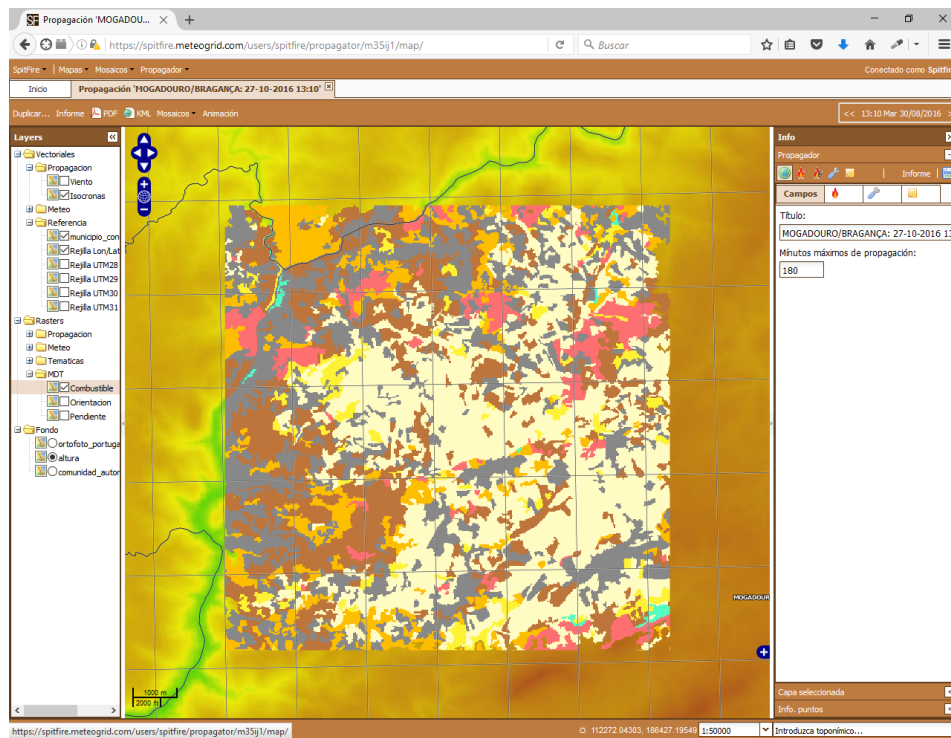 Propagación 'MOGADOU...
https://spitfire.meteogrid.com/users/spitfire/propagator/m35ij1/map/
Buscar
SpitFire
Mapas
Mosaicos
Propagador
Conectado como Spitfir
Inicio
Propagación 'MOGADOURO/BRAGANÇA: 27-10-2016 13:10'
Duplicar... Informe PDF KML Mosaicos Animación
<< 13:10 Mar 30/08/2016
Layers
Vectoriales
Propagacion
Viento
Isocronas
Meteo
Referencia
municipio_con
Rejilla Lon/Lat
Rejilla UTM28
Rejilla UTM29
Rejilla UTM30
Rejilla UTM31
Rasters
Propagacion
Meteo
Tematicas
MDT
Combustible
Orientacion
Pendiente
Fondo
ortofoto_portuga
altura
comunidad_autor
MOGADOUR
1000 m
2000 ft
Info
Propagador
Informe
Campos
Título:
MOGADOURO/BRAGANÇA: 27-10-2016 13
Minutos máximos de propagación:
180
Capa seleccionada
Info. puntos
https://spitfire.meteogrid.com/users/spitfire/propagator/m35ij1/map/
112272.04303, 186427.19549
1:50000
Introduzca toponímico...